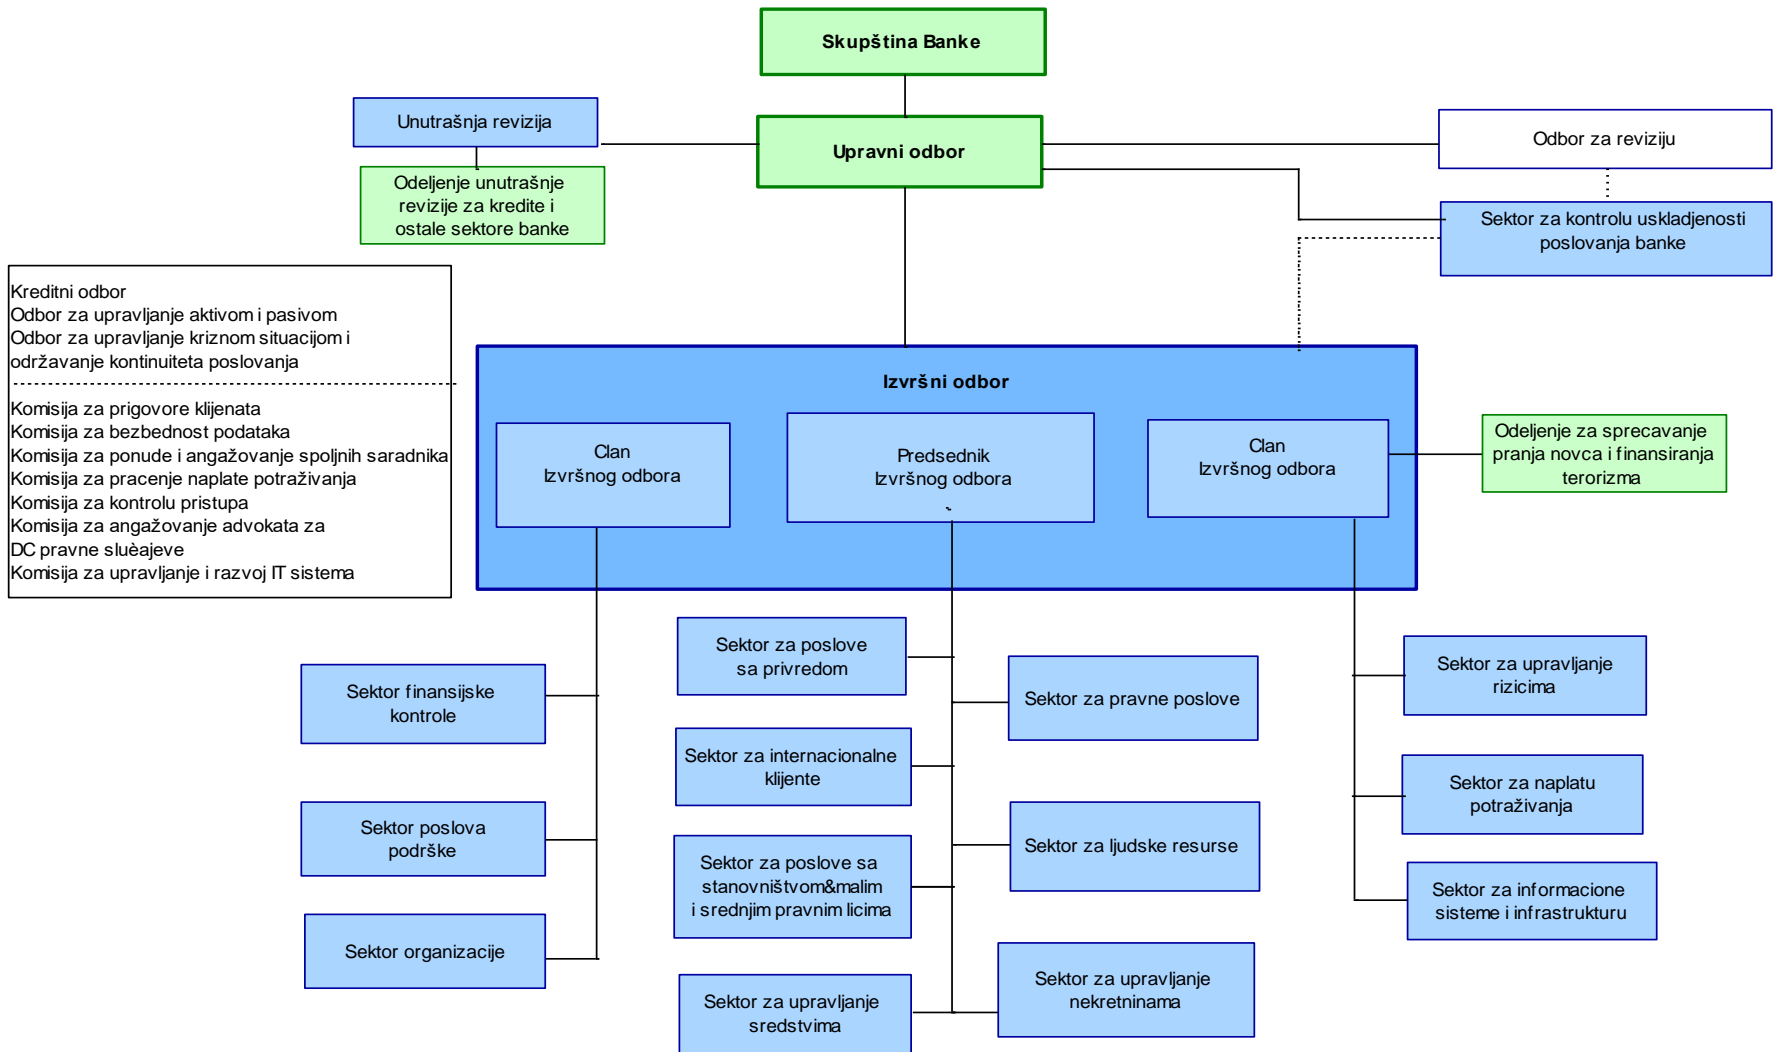 Skupština Banke
Unutrašnja revizija
Upravni odbor
Odbor za reviziju
Odeljenje unutrašnje
revizije za kredite i
ostale sektore banke
Sektor za kontrolu uskladjenosti
poslovanja banke
Kreditni odbor
Odbor za upravljanje aktivom i pasivom
Odbor za upravljanje kriznom situacijom i
održavanje kontinuiteta poslovanja
Komisija za prigovore klijenata
Komisija za bezbednost podataka
Komisija za ponude i angažovanje spoljnih saradnika
Komisija za pracenje naplate potraživanja
Komisija za kontrolu pristupa
Komisija za angažovanje advokata za
DC pravne sluèajeve
Komisija za upravljanje i razvoj IT sistema
Izvršni odbor
Clan
Izvršnog odbora
Predsednik
Izvršnog odbora
Clan
Izvršnog odbora
Odeljenje za sprecavanje
pranja novca i finansiranja
terorizma
Sektor finansijske
kontrole
Sektor poslova
podrške
Sektor organizacije
Sektor za poslove
sa privredom
Sektor za internacionalne
klijente
Sektor za poslove sa
stanovništvom&malim
i srednjim pravnim licima
Sektor za upravljanje
sredstvima
Sektor za pravne poslove
Sektor za ljudske resurse
Sektor za upravljanje
nekretninama
Sektor za upravljanje
rizicima
Sektor za naplatu
potraživanja
Sektor za informacione
sisteme i infrastrukturu